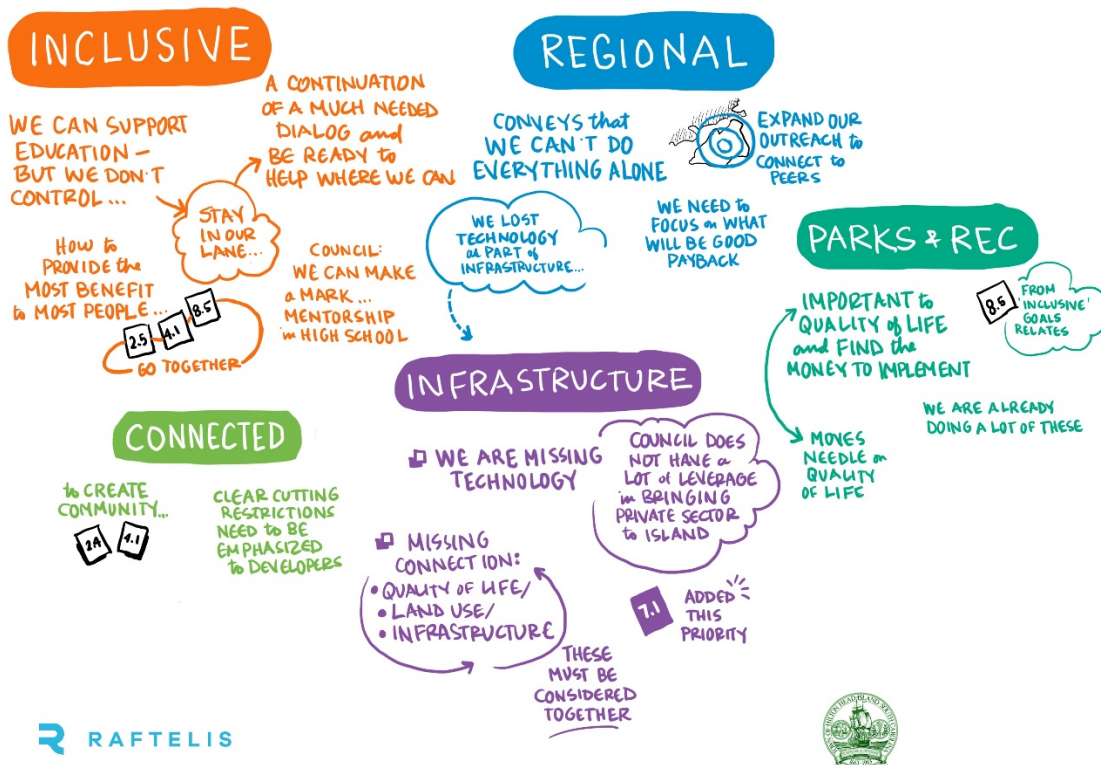 INCLUSIVE
WE CAN SUPPORT
EDUCATION –
BUT WE DON'T
CONTROL...
A CONTINUATION
OF A MUCH NEEDED
DIALOG and
BE READY to
HELP WHERE WE CAN
STAY
IN OUR
LANE...
HOW to
PROVIDE the
MOST BENEFIT
to MOST PEOPLE...
2.5
4.1
8.5
GO TOGETHER
COUNCIL:
WE CAN MAKE
a MARK...
MENTORSHIP
in HIGH SCHOOL
REGIONAL
CONVEYS that
WE CAN'T DO
EVERYTHING ALONE
EXPAND OUR
OUTREACH to
CONNECT to
PEERS
WE LOST
TECHNOLOGY
as PART of
INFRASTRUCTURE...
WE NEED to
FOCUS on WHAT
WILL BE GOOD
PAYBACK
PARKS & REC
IMPORTANT to
QUALITY of LIFE
and FIND the
MONEY TO IMPLEMENT
8.5
FROM
'INCLUSIVE'
GOALS
RELATES
WE ARE ALREADY
DOING A LOT OF THESE
MOVES
NEEDLE on
QUALITY
OF LIFE
CONNECTED
to CREATE
COMMUNITY...
4.1
CLEAR CUTTING
RESTRICTIONS
NEED to BE
EMPHASIZED
to DEVELOPERS
INFRASTRUCTURE
WE ARE MISSING
TECHNOLOGY
COUNCIL DOES
NOT HAVE a
LOT of LEVERAGE
in BRINGING
PRIVATE SECTOR
to ISLAND
MISSING
CONNECTION:
• QUALITY OF LIFE/
• LAND USE/
• INFRASTRUCTURE
THESE
MUST BE
CONSIDERED
TOGETHER
7.1
ADDED
THIS
PRIORITY
RAFTELIS
TOWN OF HILTON HEAD ISLAND SOUTH CAROLINA